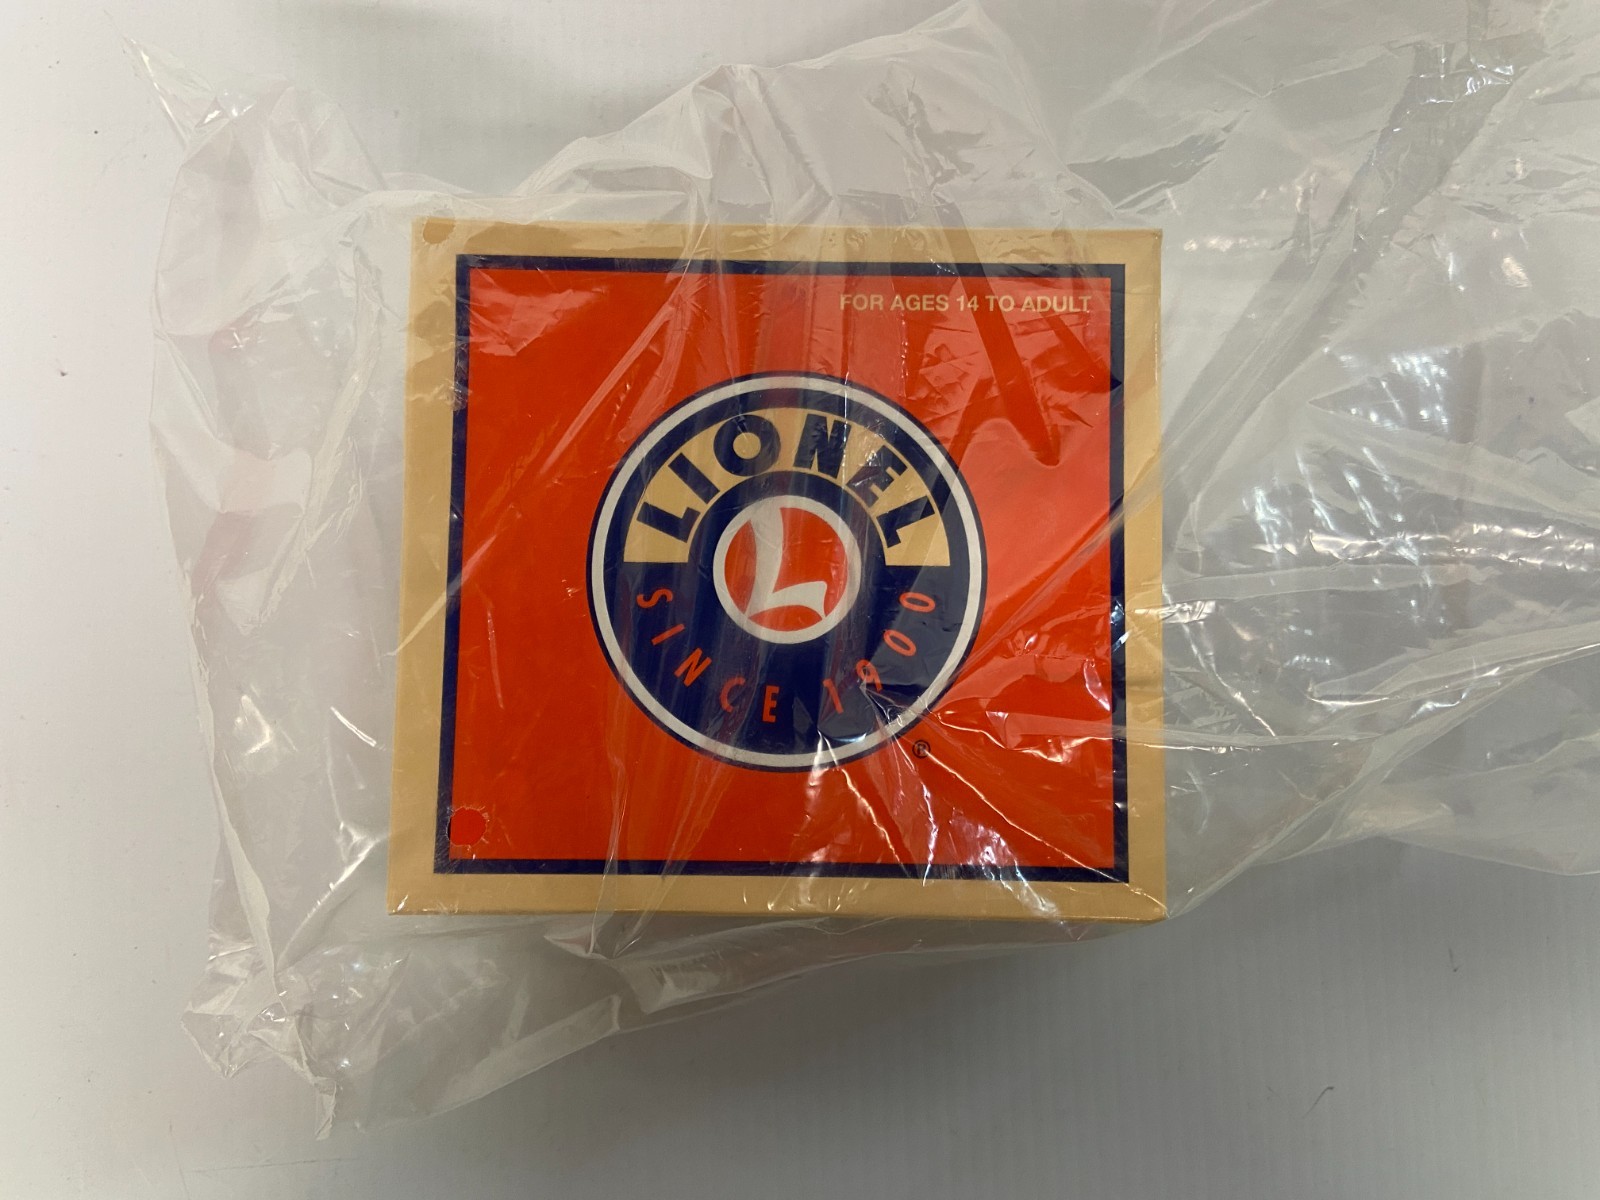 FOR AGES 14 TO ADULT
LIONEL
L
SINCE 1900
®